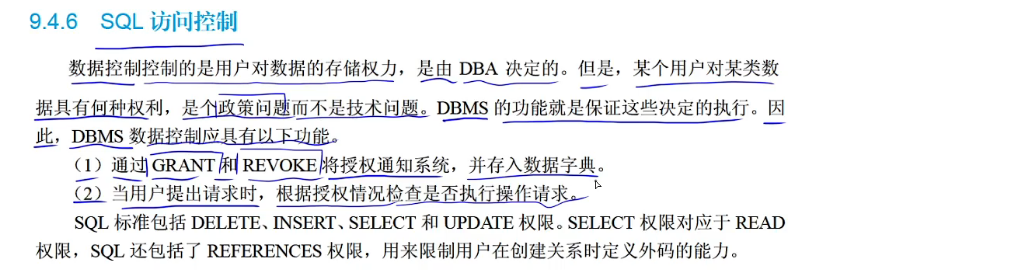 9.4.6 SQL 访问控制
数据控制控制的是用户对数据的存储权力，是由 DBA 决定的。但是，某个用户对某类数
据具有何种权利，是个政策问题而不是技术问题。DBMS 的功能就是保证这些决定的执行。因
此，DBMS 数据控制应具有以下功能。
（1）通过 GRANT 和 REVOKE 将授权通知系统，并存入数据字典。
（2）当用户提出请求时，根据授权情况检查是否执行操作请求。
SQL 标准包括 DELETE、INSERT、SELECT 和 UPDATE 权限。SELECT 权限对应于 READ
权限，SQL 还包括了 REFERENCES 权限，用来限制用户在创建关系时定义外码的能力。